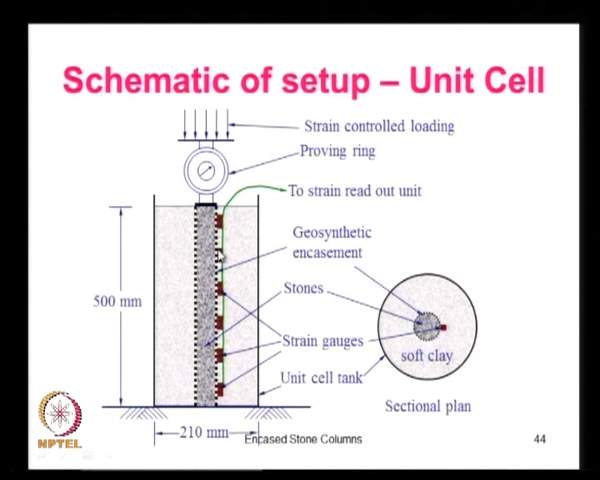 Schematic of setup – Unit Cell
Strain controlled loading
Proving ring
To strain read out unit
Geosynthetic
encasement
500 mm
Stones
Strain gauges
soft clay
Unit cell tank
Sectional plan
210 mm
Encased Stone Columns
44
NPTEL